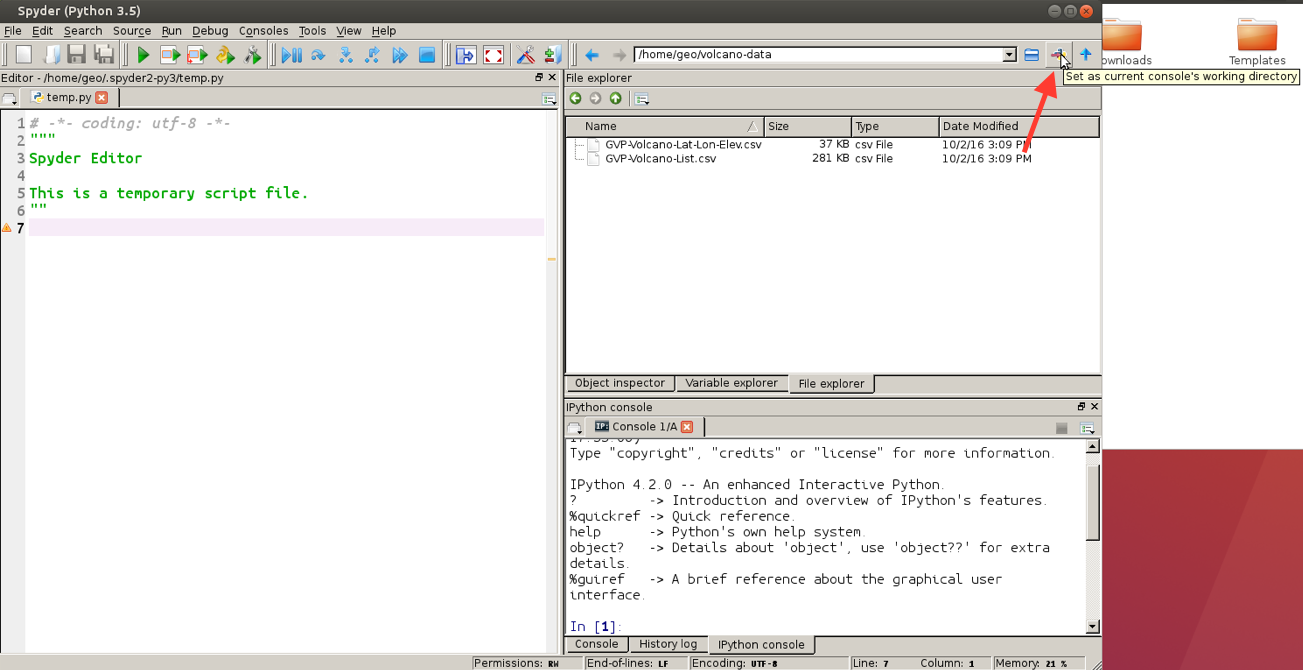 Spyder (Python 3.5)
File Edit Search Source Run Debug Consoles Tools View Help
/home/geo/volcano-data
ownloads
Templates
Set as current console's working directory
Editor - /home/geo/.spyder2-py3/temp.py
temp.py
1 # -*- coding: utf-8 -*-
2 """
3 Spyder Editor
4
5 This is a temporary script file.
6 ""
7
File explorer
Name Size Type Date Modified
GVP-Volcano-Lat-Lon-Elev.csv 37 KB csv File 10/2/16 3:09 PM
GVP-Volcano-List.csv 281 KB csv File 10/2/16 3:09 PM
Object inspector Variable explorer File explorer
IPython console
IP: Console 1/A
Type "copyright", "credits" or "license" for more information.
IPython 4.2.0 -- An enhanced Interactive Python.
? -> Introduction and overview of IPython's features.
%quickref -> Quick reference.
help -> Python's own help system.
object? -> Details about 'object', use 'object??' for extra
details.
%guiref -> A brief reference about the graphical user
interface.
In [1]:
Console History log IPython console
Permissions: RW End-of-lines: LF Encoding: UTF-8 Line: 7 Column: 1 Memory: 21 %